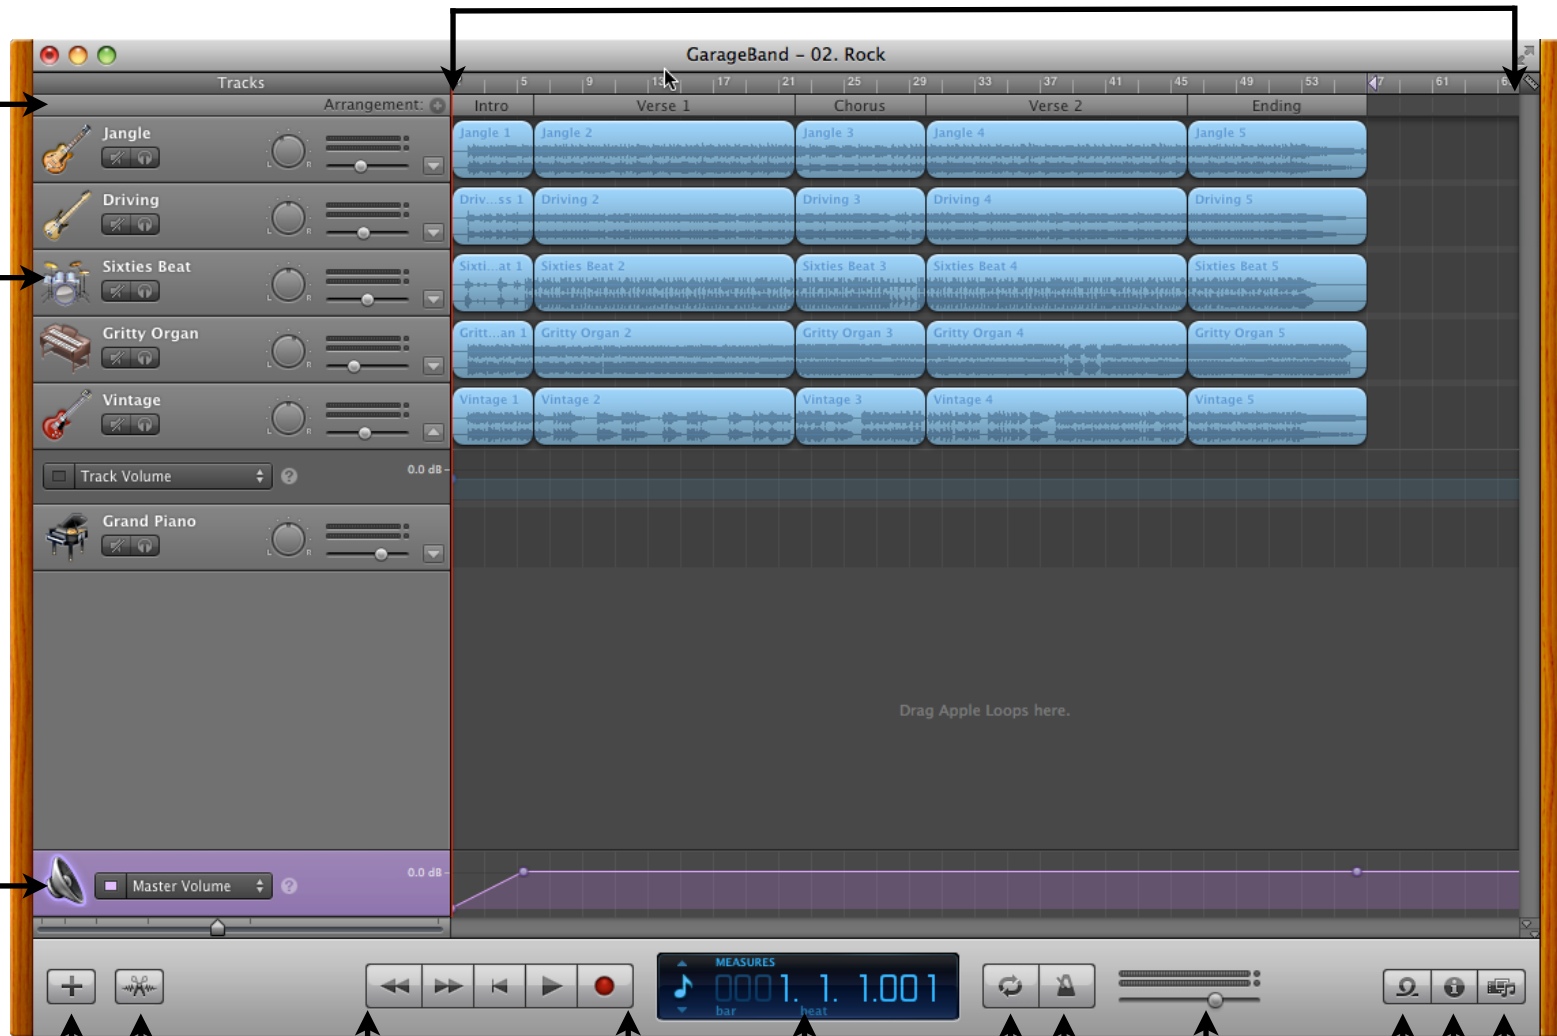 GarageBand – 02. Rock
Tracks
5 9 13 17 21 25 29 33 37 41 45 49 53 61
Arrangement:
Intro Verse 1 Chorus Verse 2 Ending
Jangle
Jangle 1 Jangle 2 Jangle 3 Jangle 4 Jangle 5
L R
Driving
Driv...ss 1 Driving 2 Driving 3 Driving 4 Driving 5
L R
Sixties Beat
Sixti...at 1 Sixties Beat 2 Sixties Beat 3 Sixties Beat 4 Sixties Beat 5
L R
Gritty Organ
Gritt...an 1 Gritty Organ 2 Gritty Organ 3 Gritty Organ 4 Gritty Organ 5
L R
Vintage
Vintage 1 Vintage 2 Vintage 3 Vintage 4 Vintage 5
L R
Track Volume ? 0.0 dB
Grand Piano
L R
Drag Apple Loops here.
Master Volume ? 0.0 dB
MEASURES
0001. 1. 1.001
bar beat